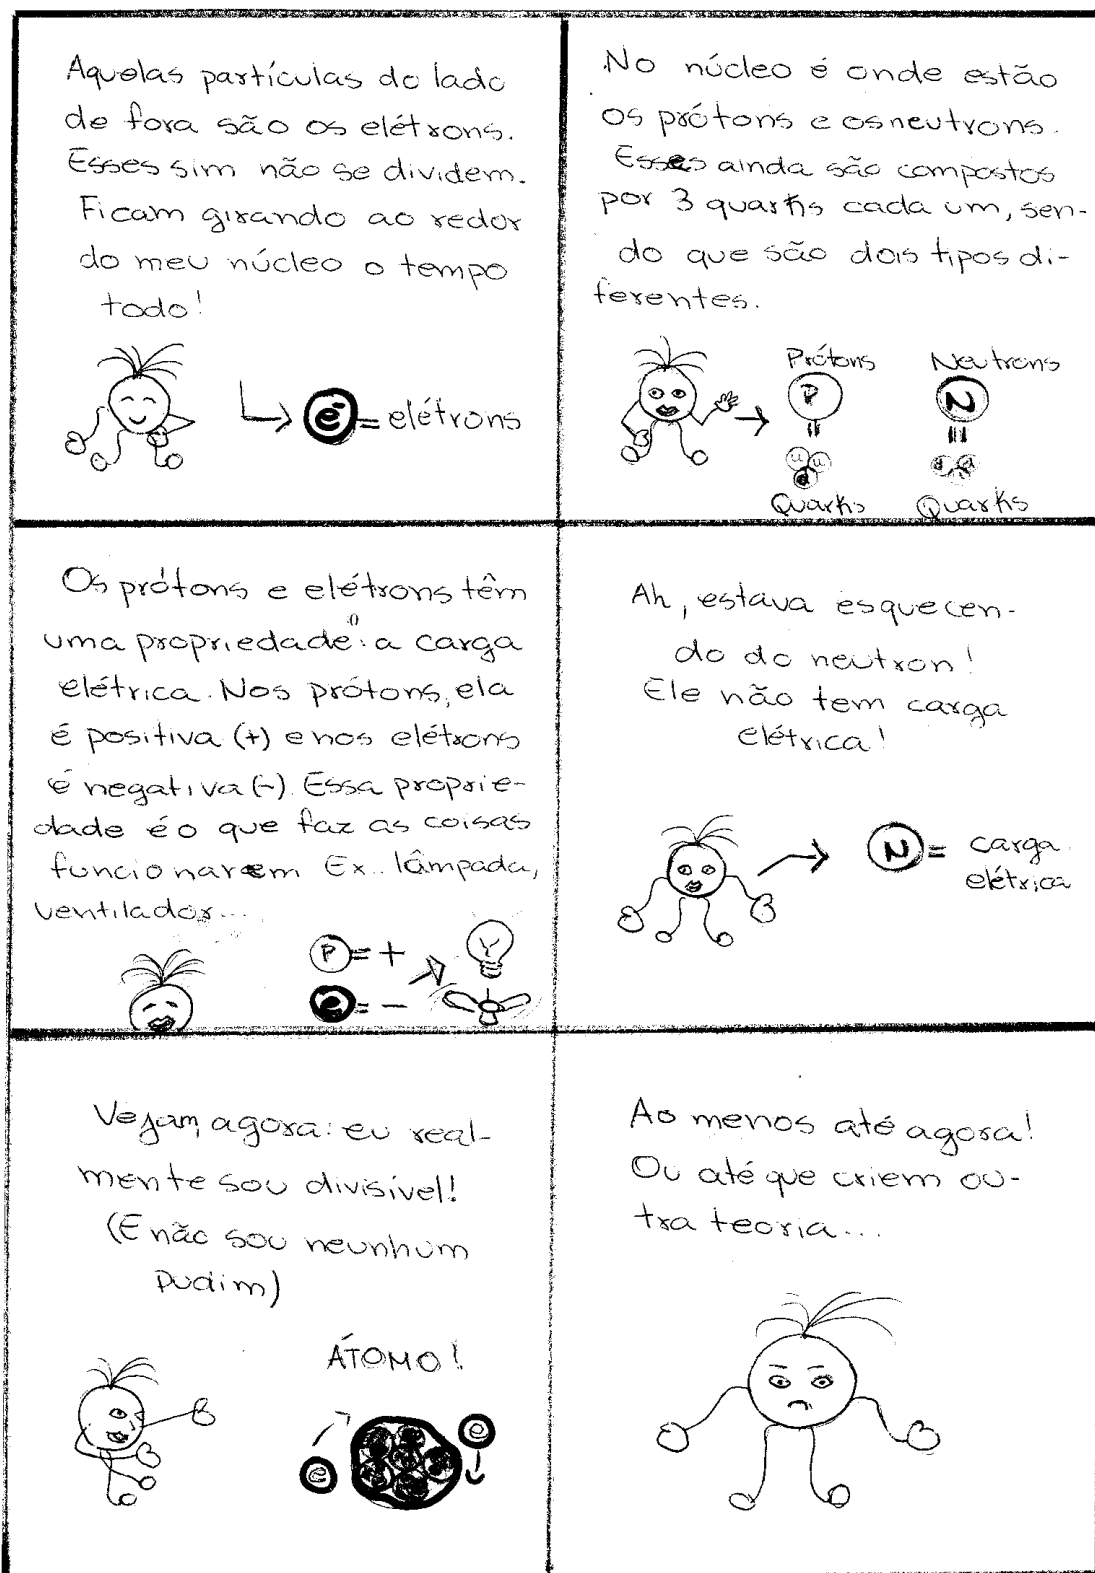 Aquelas partículas do lado
de fora são os elétrons.
Esses sim não se dividem.
Ficam girando ao redor
do meu núcleo o tempo
todo!
é = elétrons
No núcleo é onde estão
os prótons e os neutrons.
Esses ainda são compostos
por 3 quarks cada um, sen-
do que são dois tipos di-
ferentes.
Prótons Neutrons
P N
= =
u u d
Quarks Quarks
Os prótons e elétrons têm
uma propriedade: a carga
elétrica. Nos prótons, ela
é positiva (+) e nos elétrons
é negativa (-). Essa proprie-
dade é o que faz as coisas
funcionarem Ex.. lâmpada,
ventilador...
P = +
e = -
Ah, estava esquecen-
do do neutron!
Ele não tem carga
elétrica!
N = carga
elétrica
Vejam, agora: eu real-
mente sou divisível!
(E não sou neunhum
pudim)
ÁTOMO!
e e
Ao menos até agora!
Ou até que criem ou-
tra teoria...